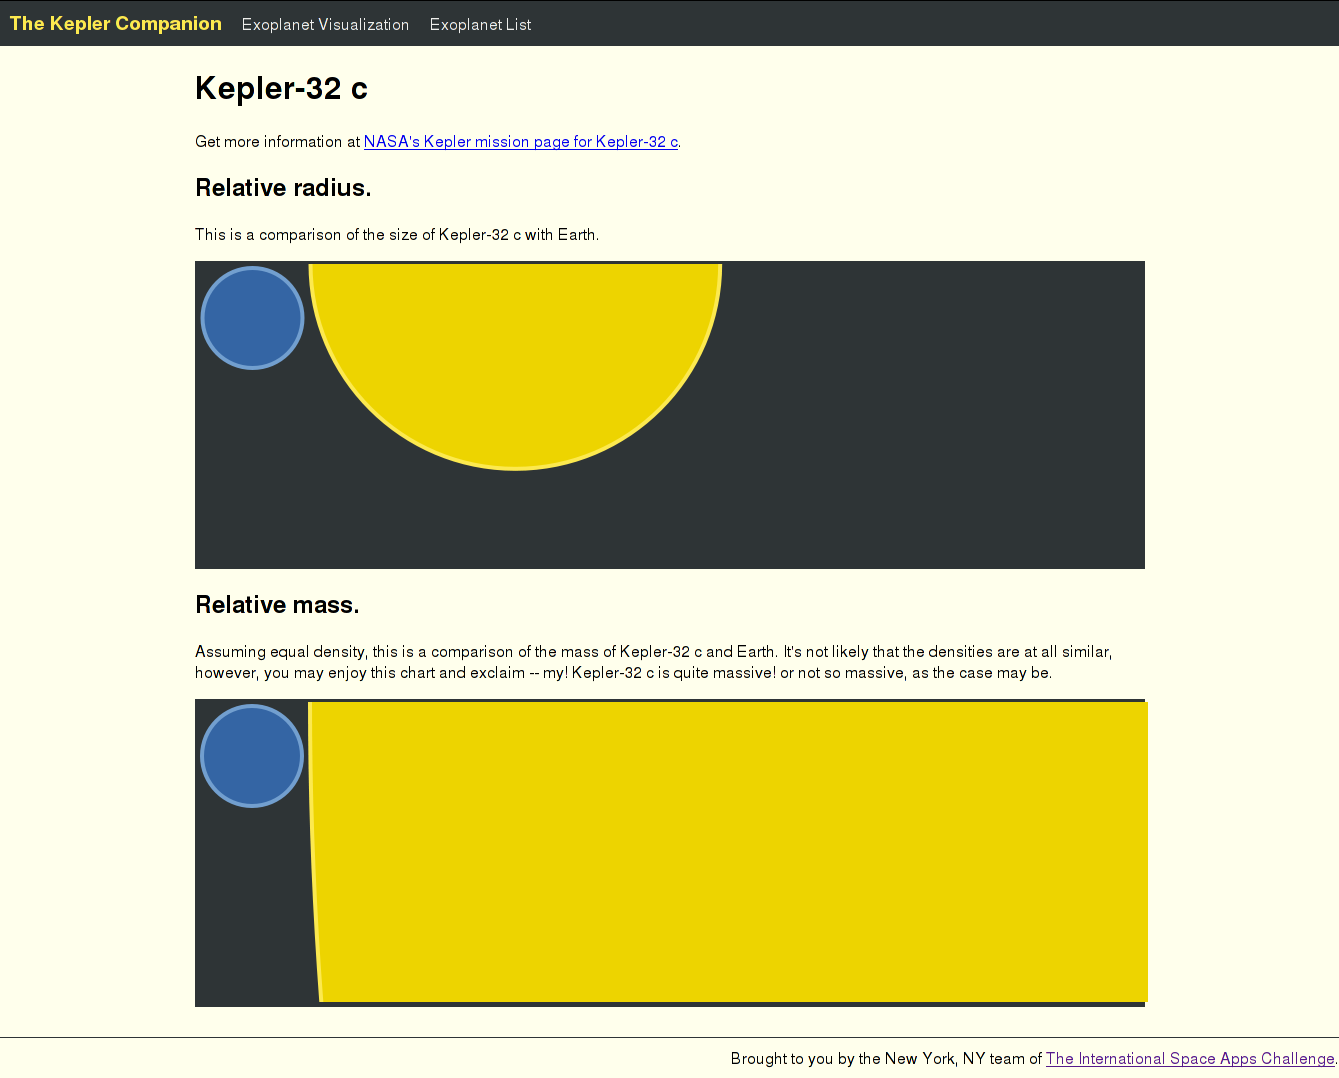 The Kepler Companion Exoplanet Visualization Exoplanet List
Kepler-32 c
Get more information at NASA's Kepler mission page for Kepler-32 c.
Relative radius.
This is a comparison of the size of Kepler-32 c with Earth.
Relative mass.
Assuming equal density, this is a comparison of the mass of Kepler-32 c and Earth. It's not likely that the densities are at all similar,
however, you may enjoy this chart and exclaim -- my! Kepler-32 c is quite massive! or not so massive, as the case may be.
Brought to you by the New York, NY team of The International Space Apps Challenge.